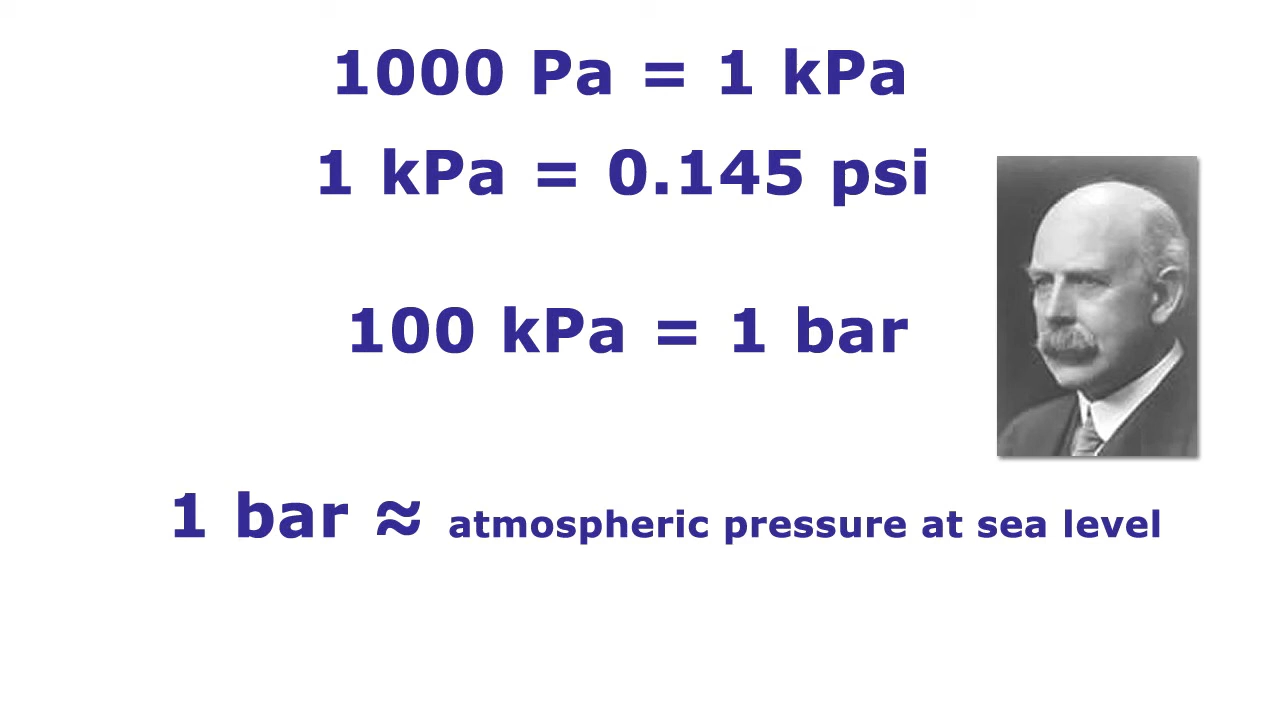 1000 Pa = 1 kPa
1 kPa = 0.145 psi
100 kPa = 1 bar
1 bar ≈ atmospheric pressure at sea level